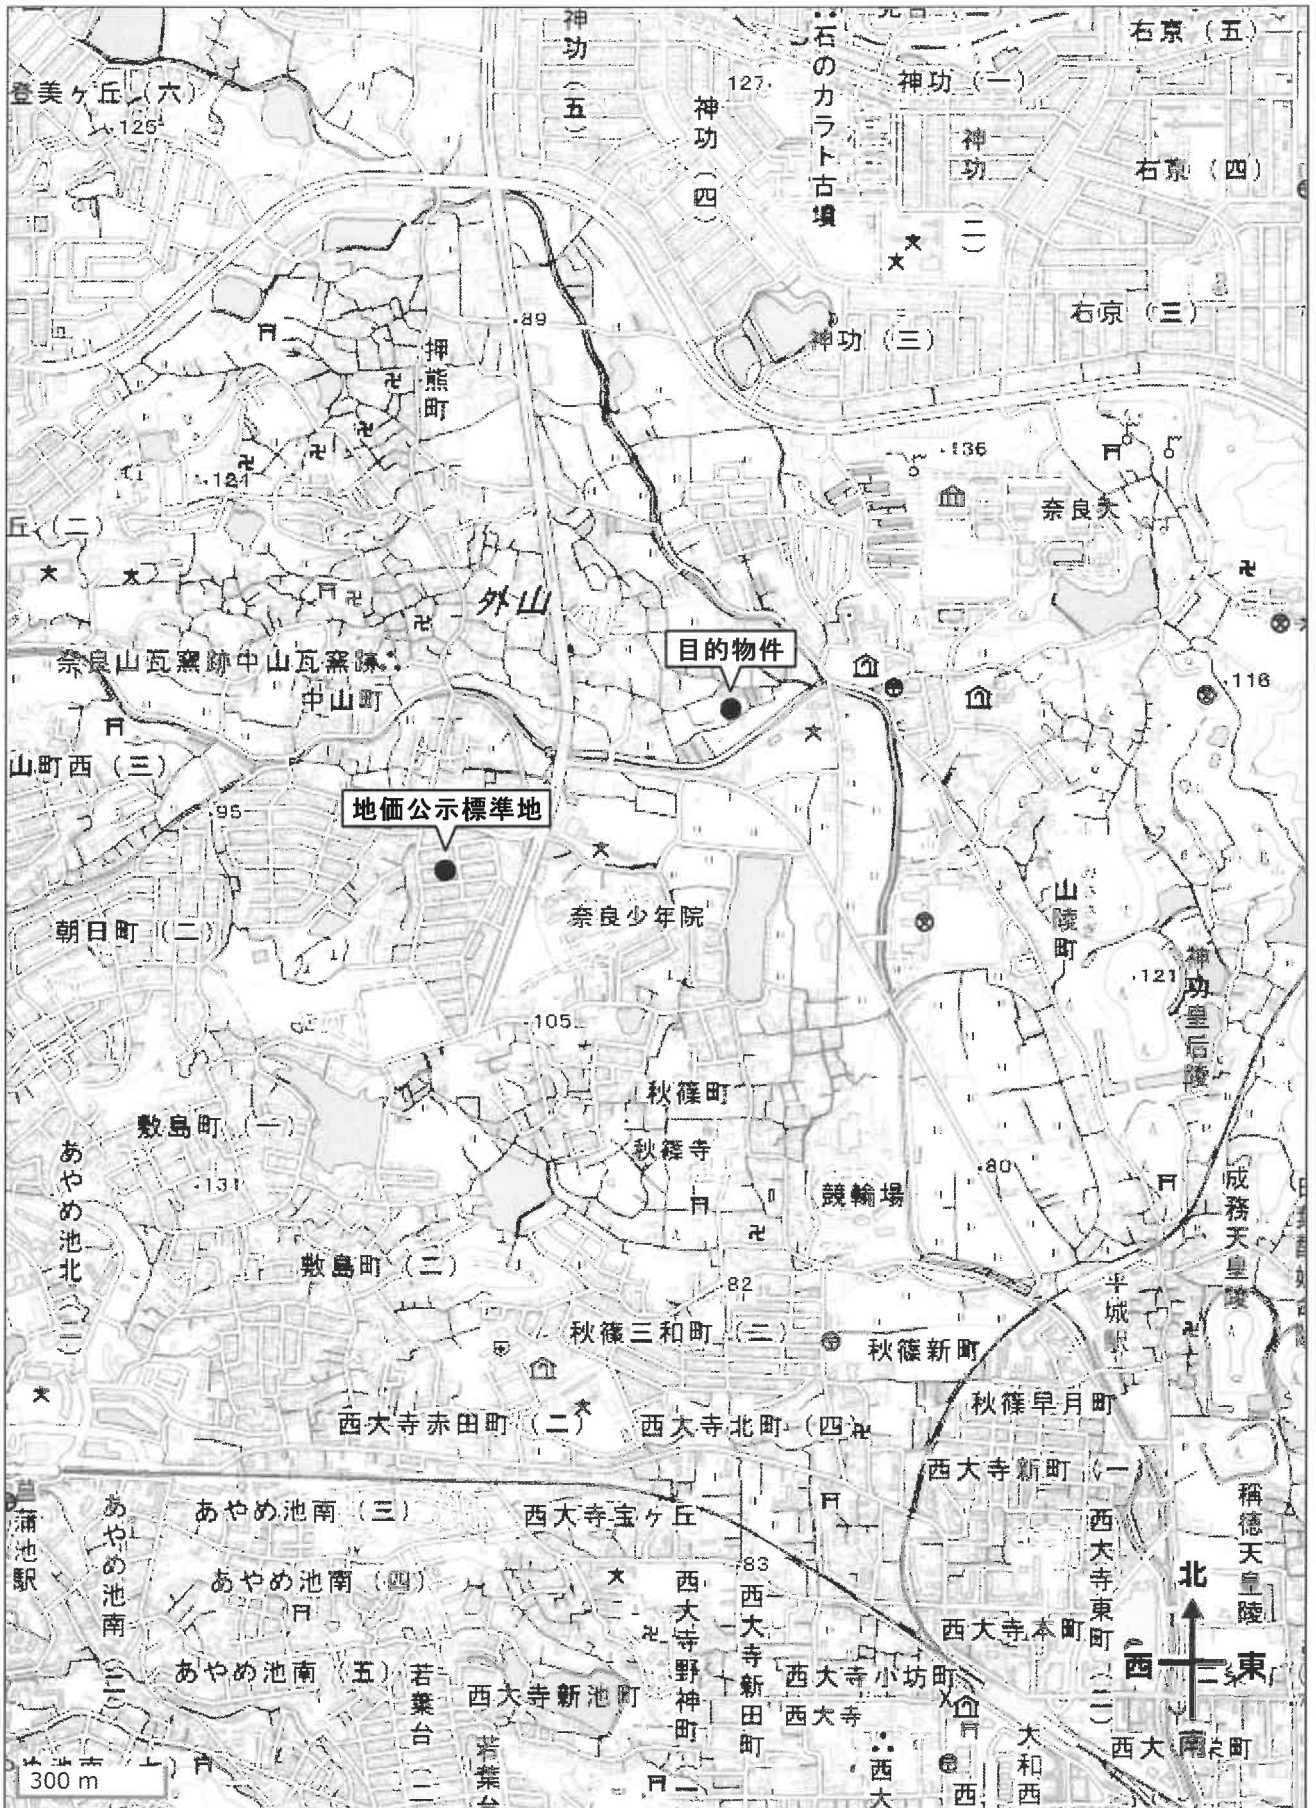 神功（五）
石のカラト古墳
右京（五）
神功（一）
登美ヶ丘（六）
127
神功（四）
125
神功（二）
右京（四）
右京（三）
89
神功（三）
押熊町
136
121
奈良大
丘（二）
外山
目的物件
奈良山瓦窯跡中山瓦窯跡
中山町
116
山町西（三）
地価公示標準地
95
朝日町（二）
奈良少年院
山陵町
121
神功皇后陵
105
秋篠町
敷島町（一）
秋篠寺
あやめ池北（二）
131
80
競輪場
成務天皇陵
敷島町（二）
82
平城駅
秋篠三和町（二）
秋篠新町
秋篠早月町
西大寺赤田町（二）
西大寺北町（四）
西大寺新町（一）
菖蒲池駅
あやめ池南（二）
あやめ池南（三）
西大寺宝ヶ丘
西大寺東町（二）
称徳天皇陵
83
あやめ池南（四）
西大寺野神町
西大寺新田町
北
西大寺本町
西
東
あやめ池南（五）
若葉台
西大寺新池町
西大寺小坊町
西大寺
南
大和西
300 m